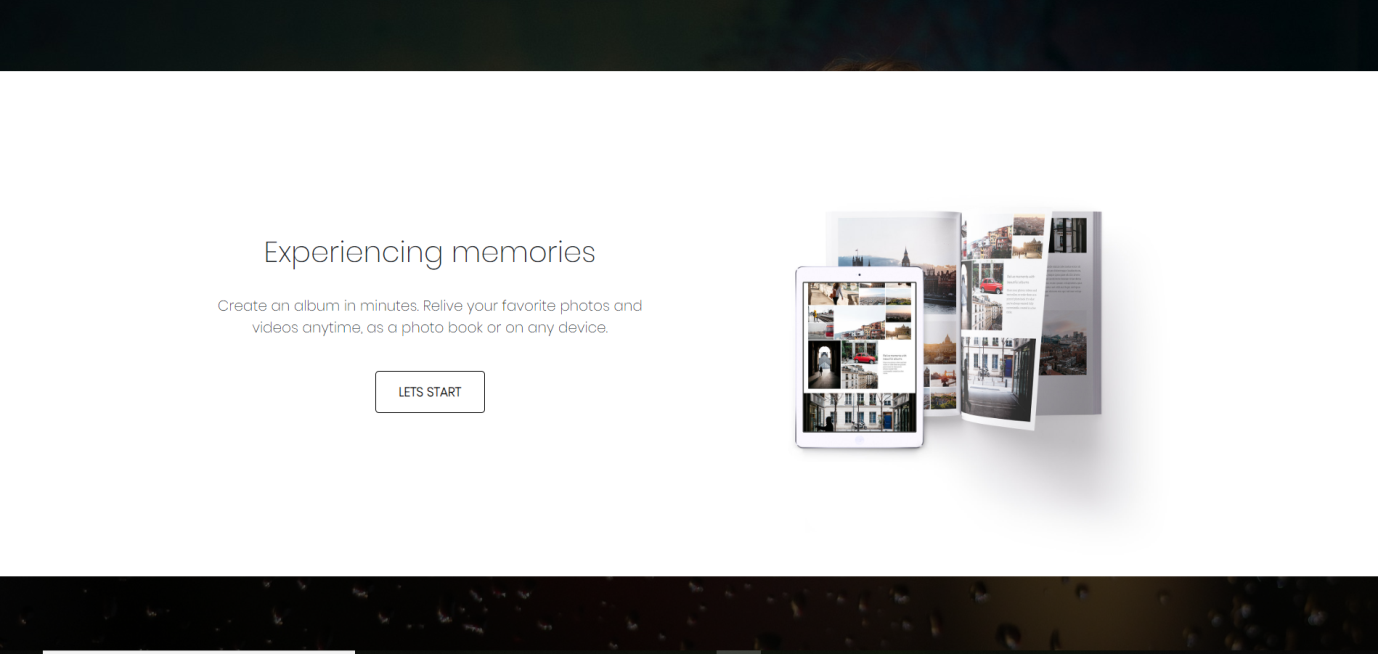 Experiencing memories
Create an album in minutes. Relive your favorite photos and
videos anytime, as a photo book or on any device.
LETS START